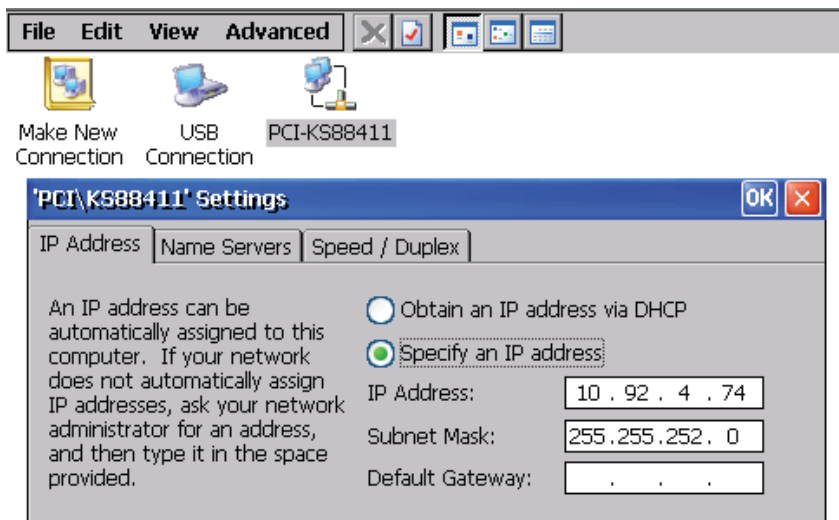 File Edit View Advanced
Make New Connection
USB Connection
PCI-KS88411
'PCI\KS88411' Settings OK
IP Address Name Servers Speed / Duplex
An IP address can be
automatically assigned to this
computer. If your network
does not automatically assign
IP addresses, ask your network
administrator for an address,
and then type it in the space
provided.
Obtain an IP address via DHCP
Specify an IP address
IP Address: 10 . 92 . 4 . 74
Subnet Mask: 255.255.252. 0
Default Gateway: . . .